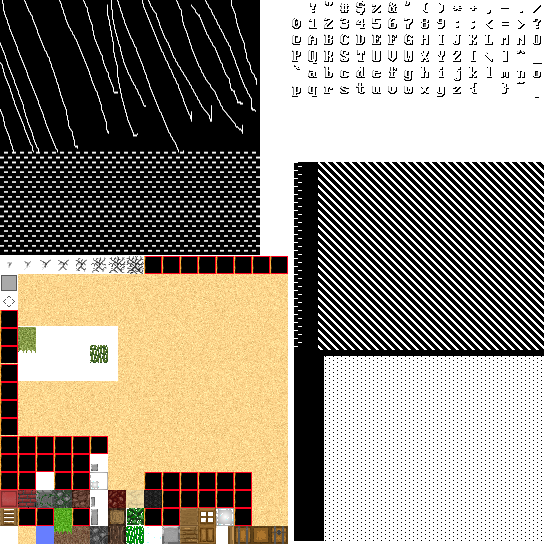 ! " # $ % & ' ( ) * + , - . /
0 1 2 3 4 5 6 7 8 9 : ; < = > ?
@ A B C D E F G H I J K L M N O
P Q R S T U V W X Y Z [ \ ] ^ _
` a b c d e f g h i j k l m n o
p q r s t u v w x y z { } ~